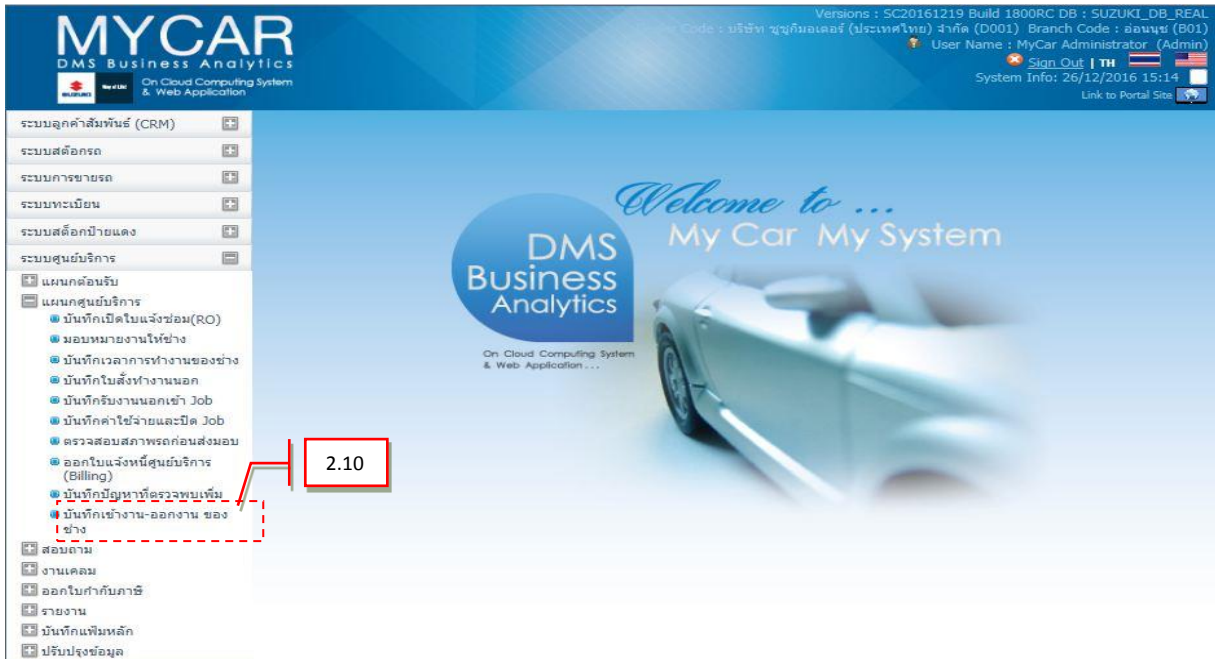 MYCAR
DMS Business Analytics
On Cloud Computing System
& Web Application
SUZUKI
Way of Life!
Versions : SC20161219 Build 1800RC DB : SUZUKI_DB_REAL
Code : บริษัท ซูซูกิมอเตอร์ (ประเทศไทย) จำกัด (D001) Branch Code : อ่อนนุช (B01)
User Name : MyCar Administrator (Admin)
Sign Out | TH
System Info: 26/12/2016 15:14
Link to Portal Site
ระบบลูกค้าสัมพันธ์ (CRM)
ระบบสต๊อกรถ
ระบบการขายรถ
ระบบทะเบียน
ระบบสต๊อกป้ายแดง
ระบบศูนย์บริการ
แผนกต้อนรับ
แผนกศูนย์บริการ
บันทึกเปิดใบแจ้งซ่อม(RO)
มอบหมายงานให้ช่าง
บันทึกเวลาการทำงานของช่าง
บันทึกใบสั่งทำงานนอก
บันทึกรับงานนอกเข้า Job
บันทึกค่าใช้จ่ายและปิด Job
ตรวจสอบสภาพรถก่อนส่งมอบ
ออกใบแจ้งหนี้ศูนย์บริการ
(Billing)
บันทึกปัญหาที่ตรวจพบเพิ่ม
บันทึกเข้างาน-ออกงาน ของ
ช่าง
สอบถาม
งานเคลม
ออกใบกำกับภาษี
รายงาน
บันทึกแฟ้มหลัก
ปรับปรุงข้อมูล
2.10
Welcome to ...
My Car My System
DMS
Business
Analytics
On Cloud Computing System
& Web Application . . .